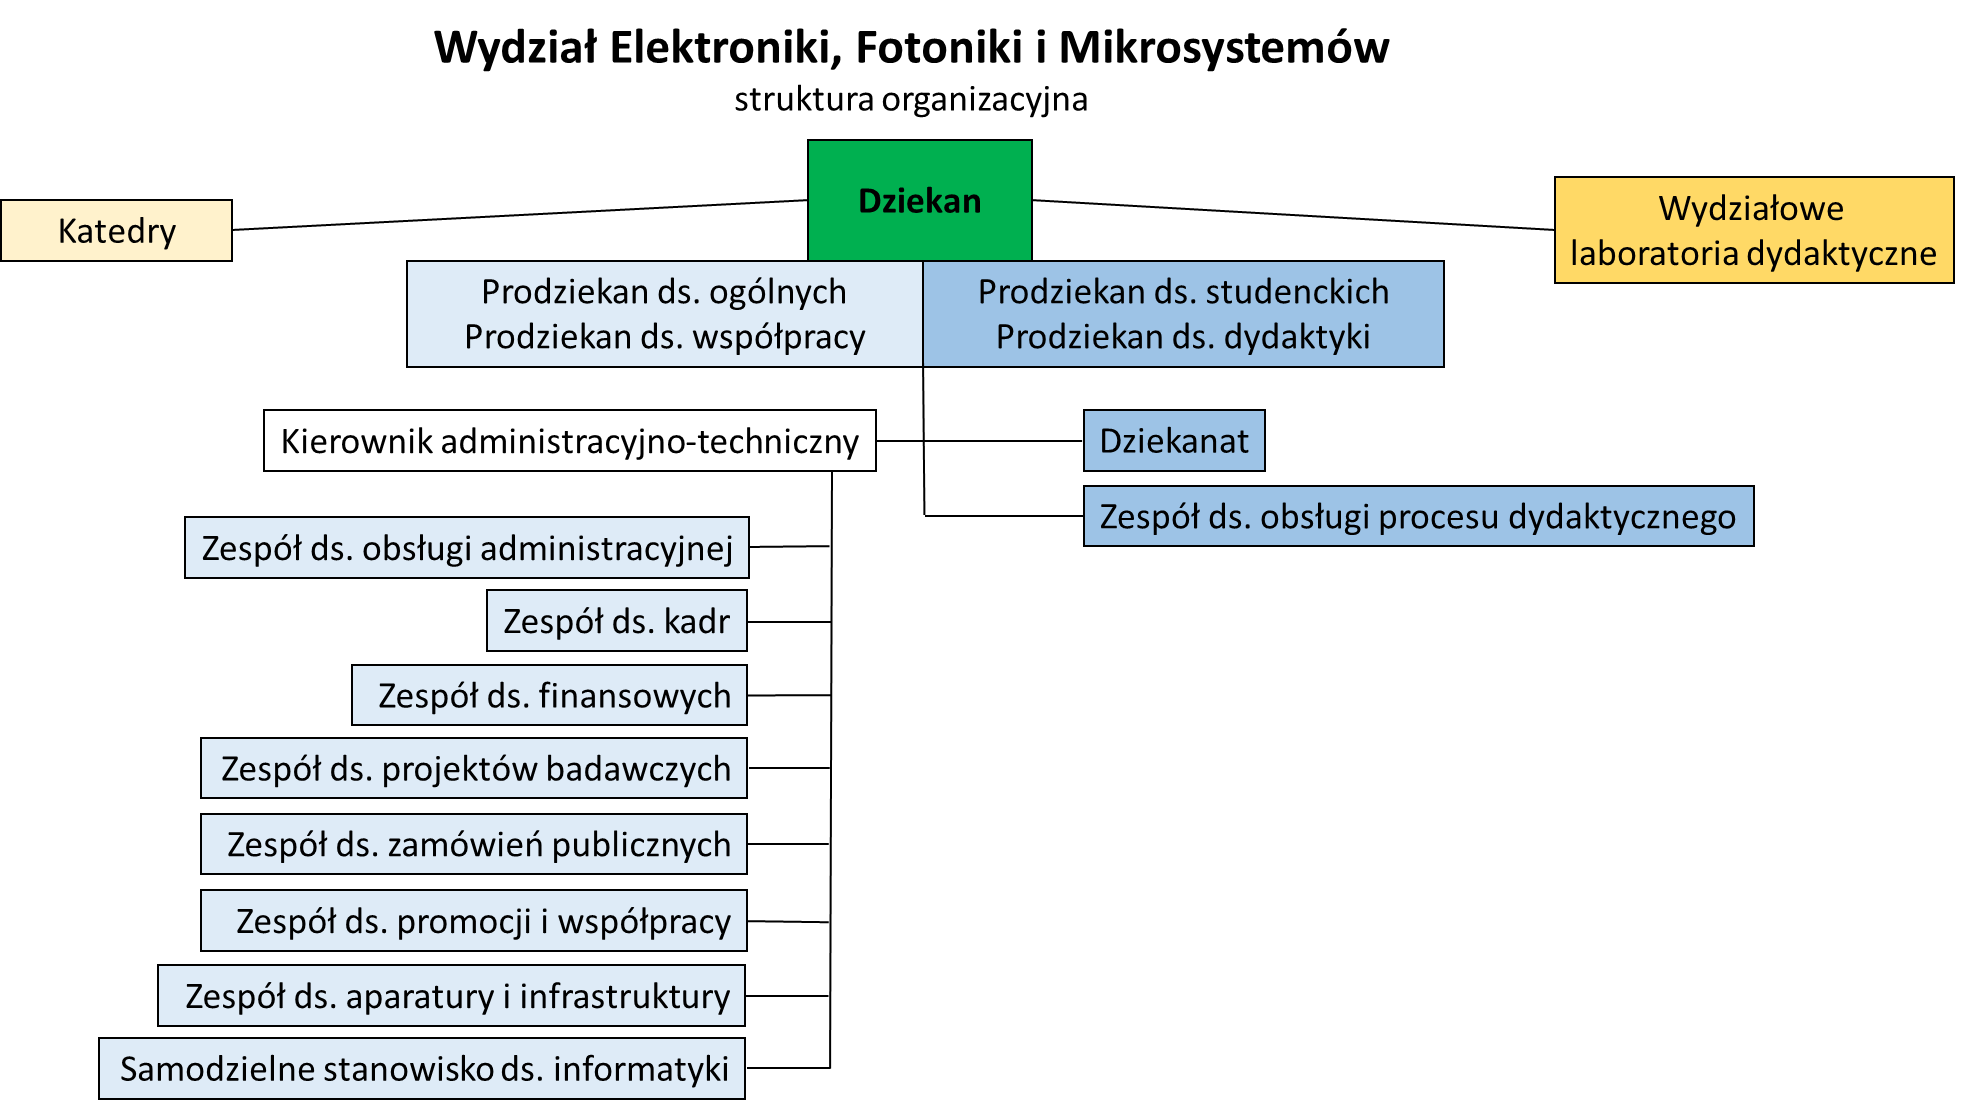 Wydział Elektroniki, Fotoniki i Mikrosystemów
struktura organizacyjna
Dziekan
Katedry
Wydziałowe
laboratoria dydaktyczne
Prodziekan ds. ogólnych
Prodziekan ds. współpracy
Prodziekan ds. studenckich
Prodziekan ds. dydaktyki
Kierownik administracyjno-techniczny
Dziekanat
Zespół ds. obsługi procesu dydaktycznego
Zespół ds. obsługi administracyjnej
Zespół ds. kadr
Zespół ds. finansowych
Zespół ds. projektów badawczych
Zespół ds. zamówień publicznych
Zespół ds. promocji i współpracy
Zespół ds. aparatury i infrastruktury
Samodzielne stanowisko ds. informatyki